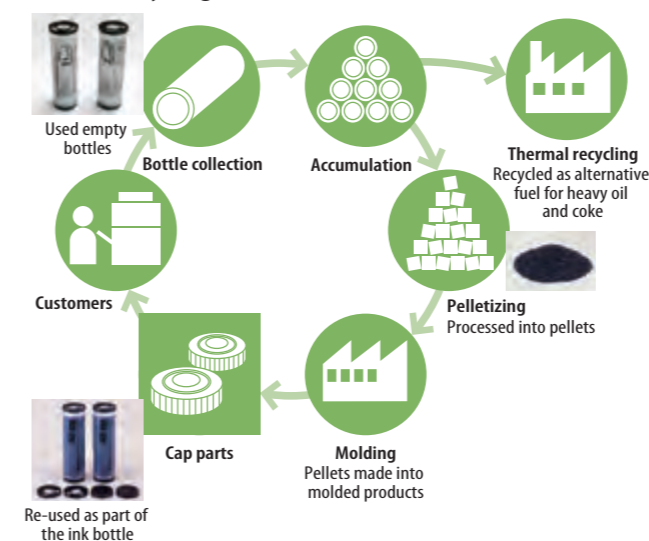 Used empty
bottles
Bottle collection
Accumulation
Thermal recycling
Recycled as alternative
fuel for heavy oil
and coke
Customers
Pelletizing
Processed into pellets
Cap parts
Molding
Pellets made into
molded products
Re-used as part of
the ink bottle